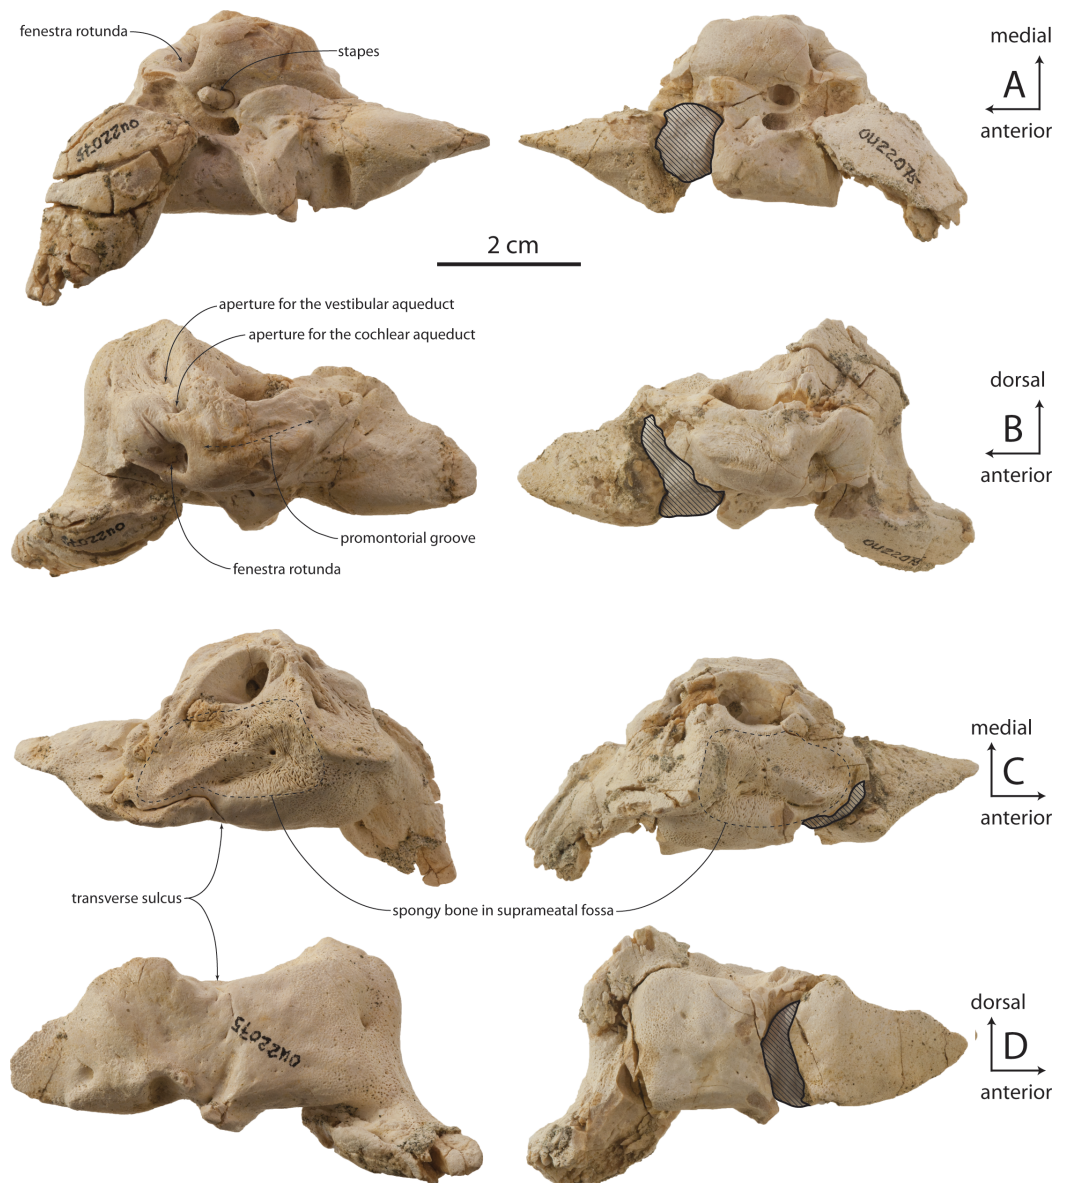 fenestra rotunda
stapes
medial
A
anterior
OU22075
OU22075
2 cm
aperture for the vestibular aqueduct
aperture for the cochlear aqueduct
dorsal
B
anterior
OU22075
OU22075
promontorial groove
fenestra rotunda
medial
C
anterior
transverse sulcus
spongy bone in suprameatal fossa
OU22075
dorsal
D
anterior